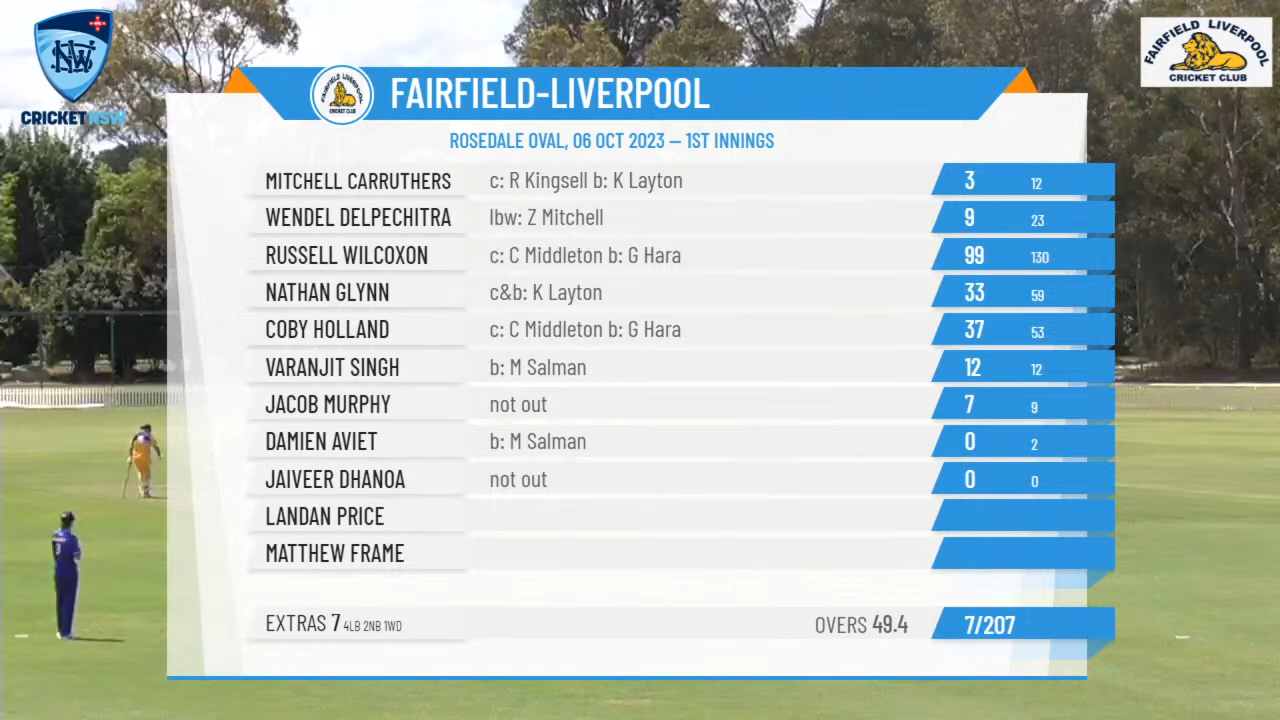 CRICKET NSW
FAIRFIELD LIVERPOOL
CRICKET CLUB
FAIRFIELD LIVERPOOL
CRICKET CLUB
FAIRFIELD-LIVERPOOL
ROSEDALE OVAL, 06 OCT 2023 – 1ST INNINGS
MITCHELL CARRUTHERS c: R Kingsell b: K Layton 3 12
WENDEL DELPECHITRA lbw: Z Mitchell 9 23
RUSSELL WILCOXON c: C Middleton b: G Hara 99 130
NATHAN GLYNN c&b: K Layton 33 59
COBY HOLLAND c: C Middleton b: G Hara 37 53
VARANJIT SINGH b: M Salman 12 12
JACOB MURPHY not out 7 9
DAMIEN AVIET b: M Salman 0 2
JAIVEER DHANOA not out 0 0
LANDAN PRICE
MATTHEW FRAME
EXTRAS 7 4LB 2NB 1WD OVERS 49.4 7/207